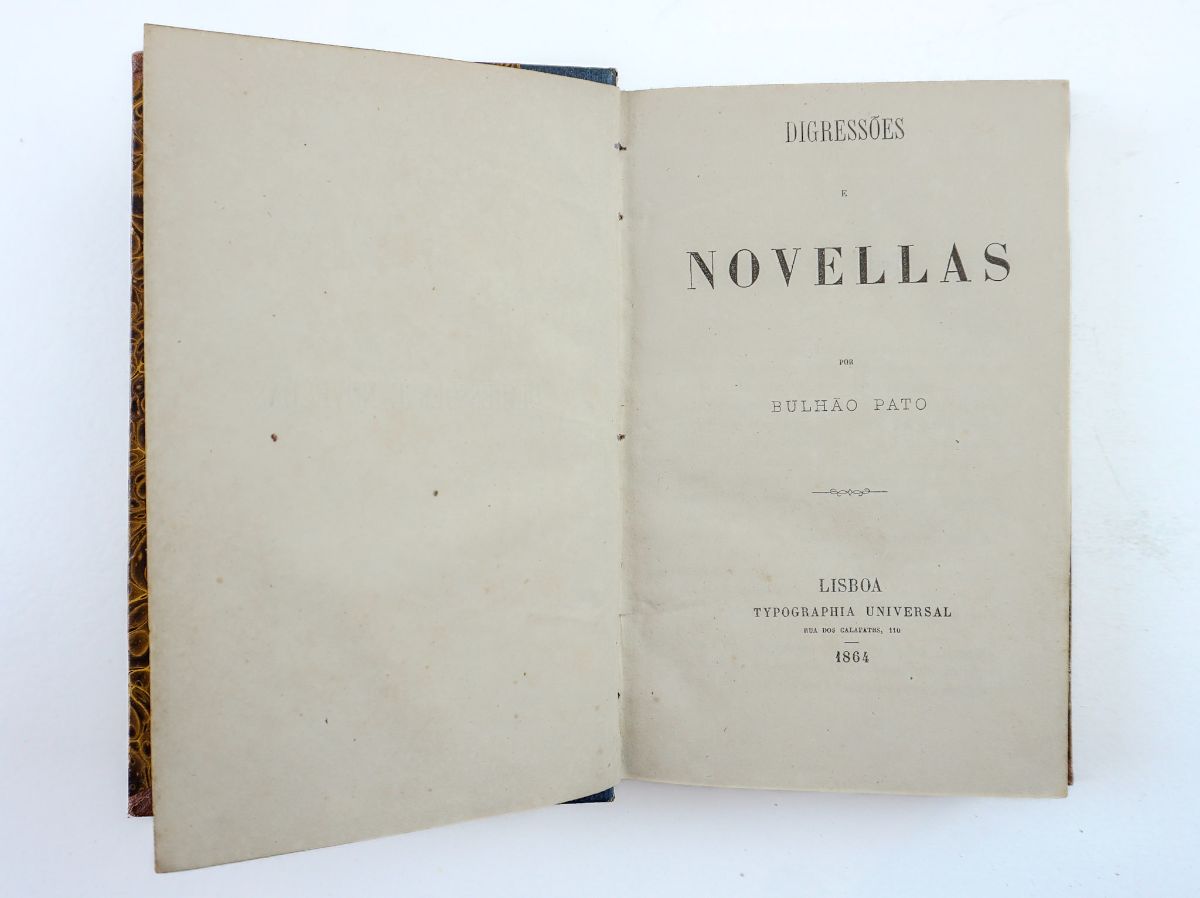 DIGRESSÕES
E
NOVELLAS
POR
BULHÃO PATO
LISBOA
TYPOGRAPHIA UNIVERSAL
RUA DOS CALAFATES, 110
1864